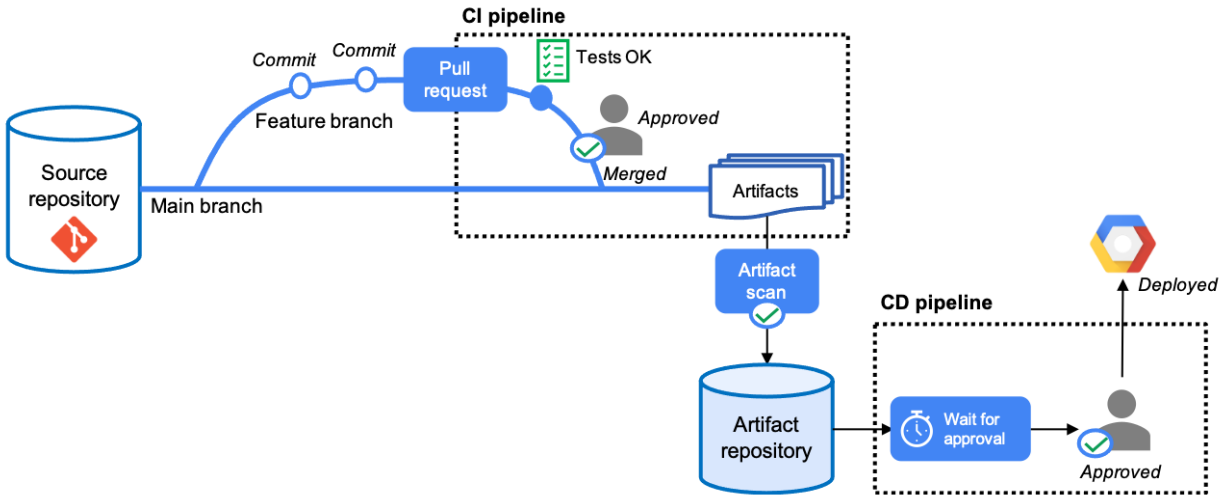 CI pipeline
Commit
Commit
Pull
request
Tests OK
Feature branch
Approved
Source
repository
Main branch
Merged
Artifacts
Artifact
scan
Deployed
CD pipeline
Artifact
repository
Wait for
approval
Approved